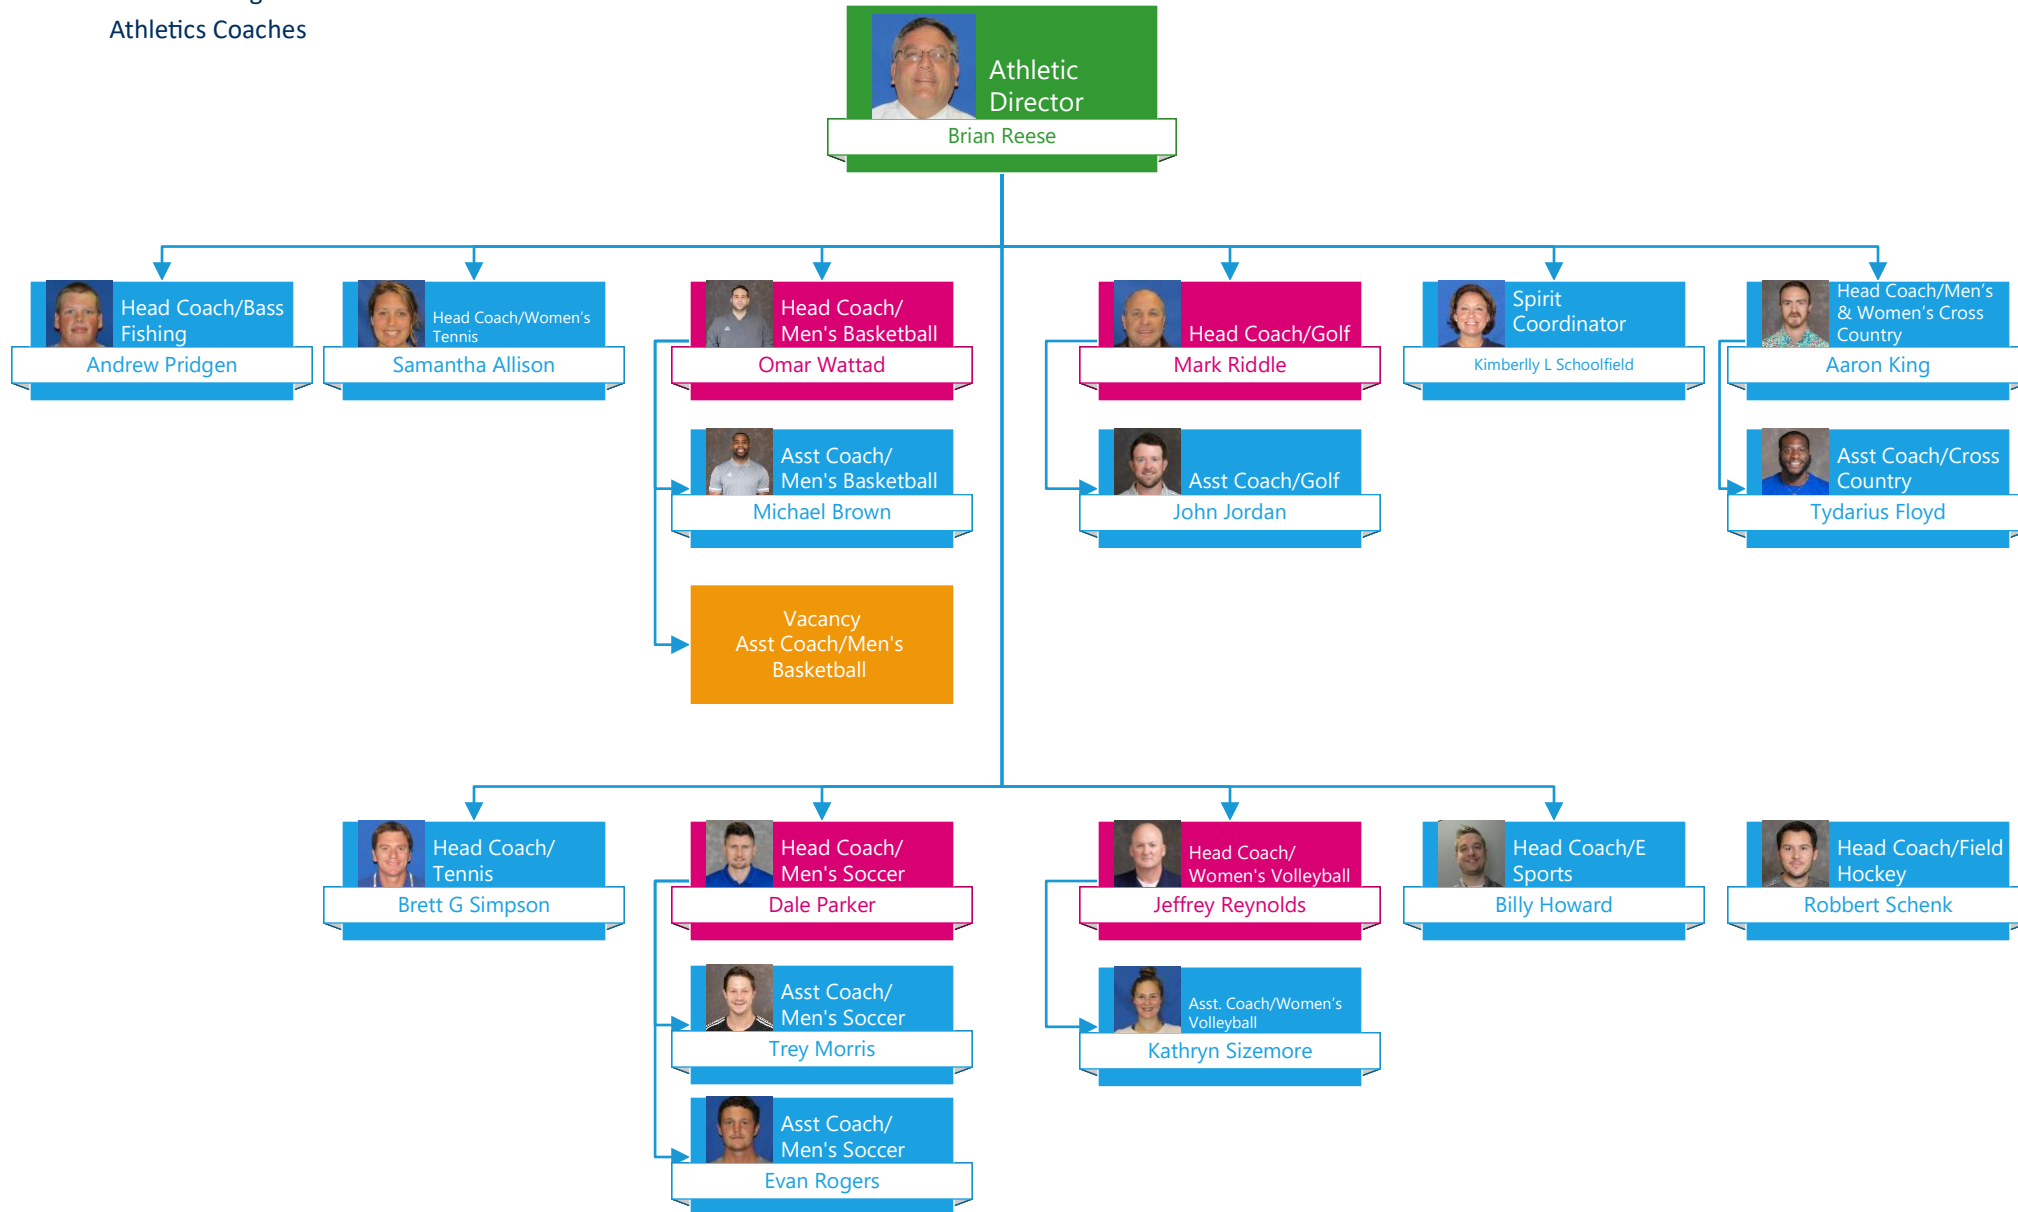 Athletics Coaches
Athletic
Director
Brian Reese
Head Coach/Bass
Fishing
Andrew Pridgen
Head Coach/Women's
Tennis
Samantha Allison
Head Coach/
Men's Basketball
Omar Wattad
Head Coach/Golf
Mark Riddle
Spirit
Coordinator
Kimberlly L Schoolfield
Head Coach/Men's
& Women's Cross
Country
Aaron King
Asst Coach/
Men's Basketball
Michael Brown
Asst Coach/Golf
John Jordan
Asst Coach/Cross
Country
Tydarius Floyd
Vacancy
Asst Coach/Men's
Basketball
Head Coach/
Tennis
Brett G Simpson
Head Coach/
Men's Soccer
Dale Parker
Head Coach/
Women's Volleyball
Jeffrey Reynolds
Head Coach/E
Sports
Billy Howard
Head Coach/Field
Hockey
Robbert Schenk
Asst Coach/
Men's Soccer
Trey Morris
Asst. Coach/Women's
Volleyball
Kathryn Sizemore
Asst Coach/
Men's Soccer
Evan Rogers